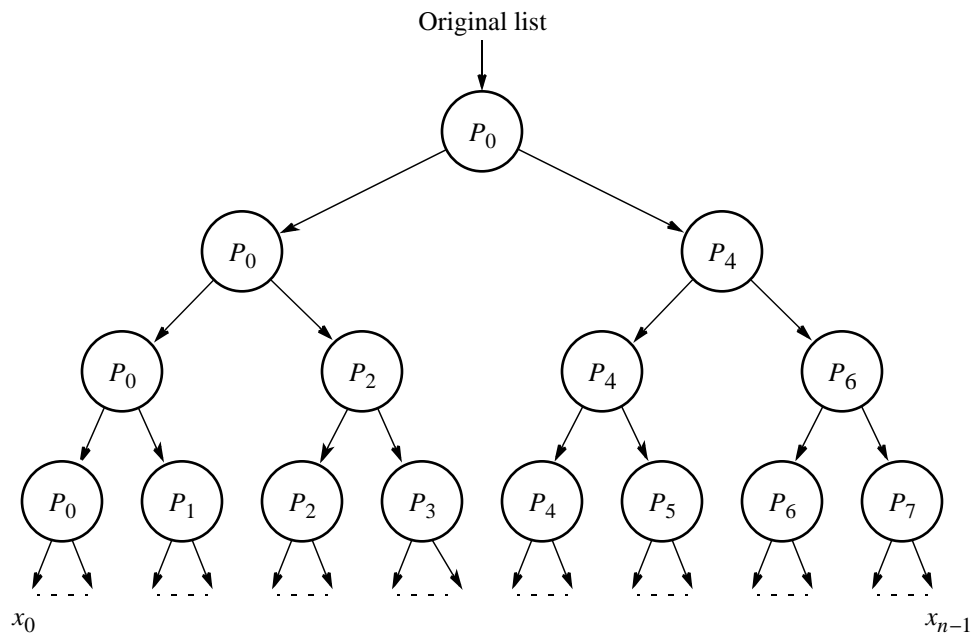 Original list
P0
P0 P4
P0 P2 P4 P6
P0 P1 P2 P3 P4 P5 P6 P7
x0 xn−1